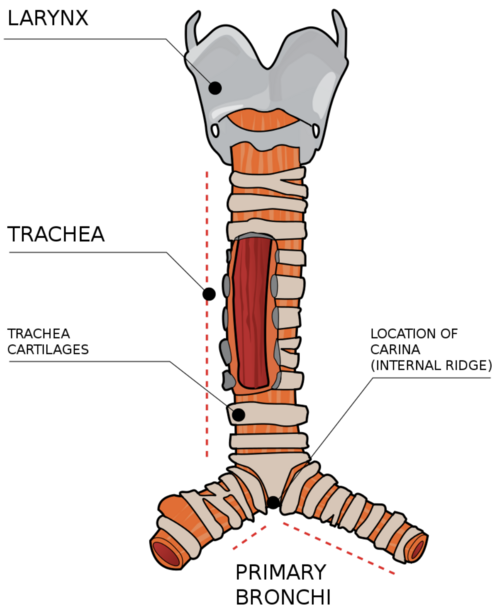 LARYNX
TRACHEA
TRACHEA
CARTILAGES
LOCATION OF
CARINA
(INTERNAL RIDGE)
PRIMARY
BRONCHI